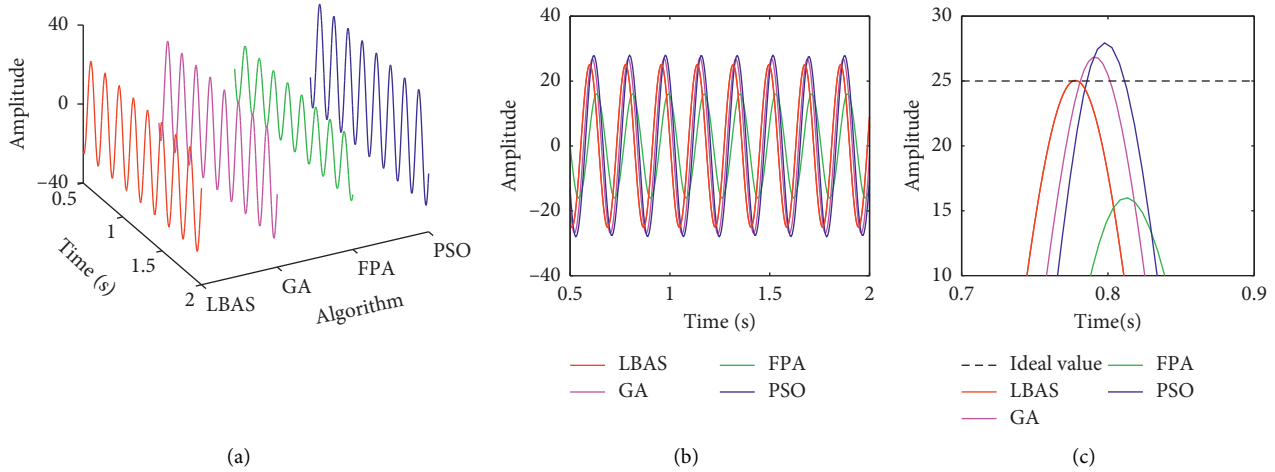 40
0
−40
Amplitude
0.5
1
1.5
2
Time (s)
LBAS
GA
FPA
PSO
Algorithm
(a)
40
20
0
−20
−40
Amplitude
0.5 1 1.5 2
Time (s)
LBAS FPA
GA PSO
(b)
30
25
20
15
10
Amplitude
0.7 0.8 0.9
Time(s)
Ideal value FPA
LBAS PSO
GA
(c)